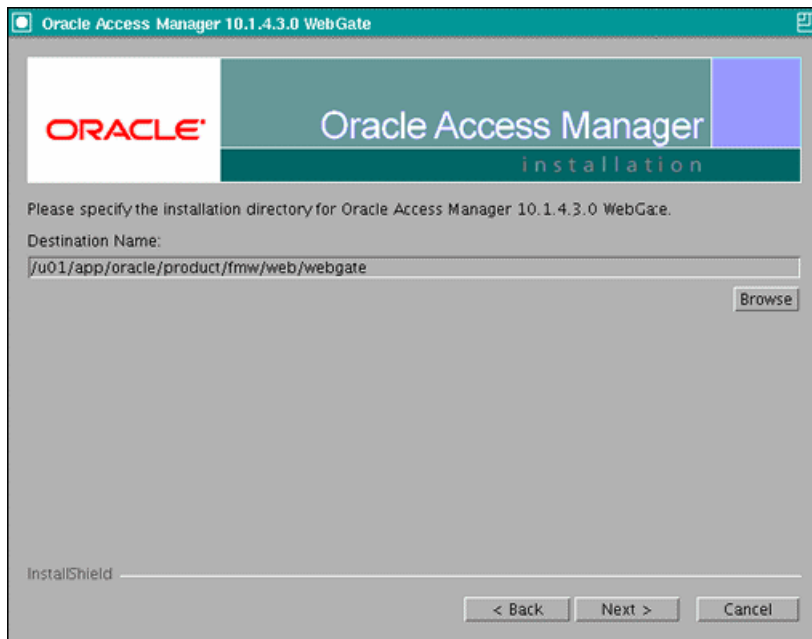 Oracle Access Manager 10.1.4.3.0 WebGate
ORACLE®
Oracle Access Manager
installation
Please specify the installation directory for Oracle Access Manager 10.1.4.3.0 WebGate.
Destination Name:
/u01/app/oracle/product/fmw/web/webgate
Browse
InstallShield
< Back
Next >
Cancel